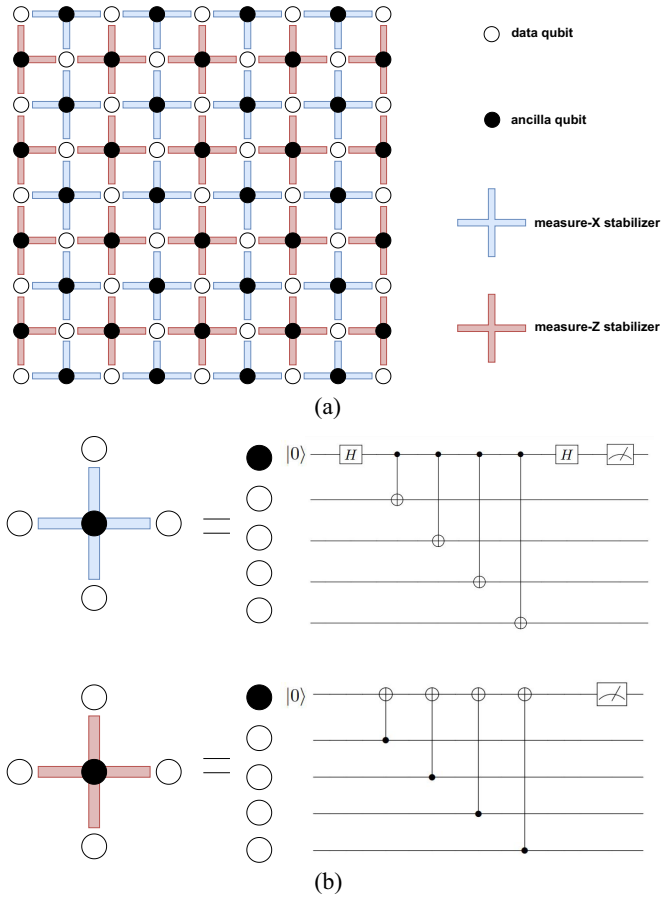 data qubit
ancilla qubit
measure-X stabilizer
measure-Z stabilizer
(a)
|0⟩ H H
|0⟩
(b)